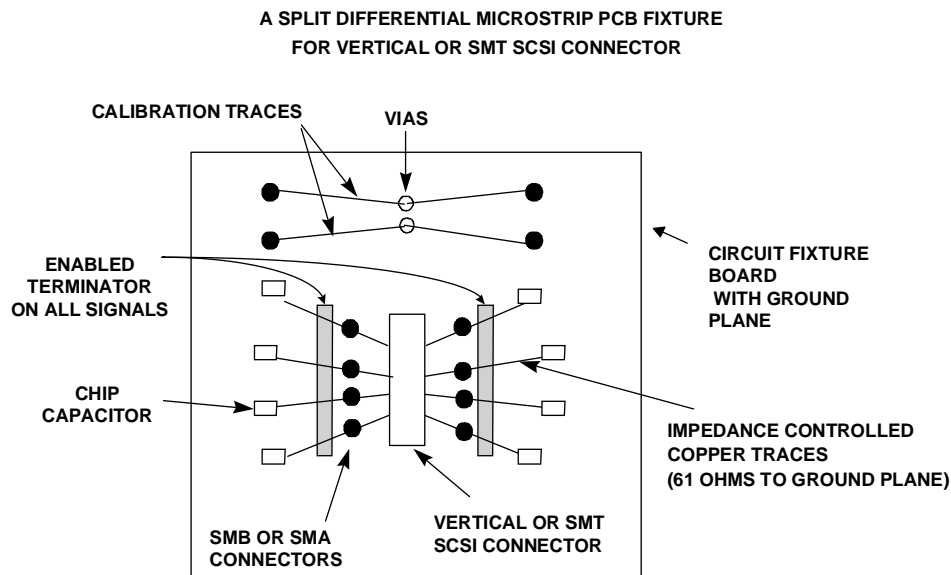 A SPLIT DIFFERENTIAL MICROSTRIP PCB FIXTURE
FOR VERTICAL OR SMT SCSI CONNECTOR
CALIBRATION TRACES
VIAS
ENABLED
TERMINATOR
ON ALL SIGNALS
CIRCUIT FIXTURE
BOARD
WITH GROUND
PLANE
CHIP
CAPACITOR
IMPEDANCE CONTROLLED
COPPER TRACES
(61 OHMS TO GROUND PLANE)
SMB OR SMA
CONNECTORS
VERTICAL OR SMT
SCSI CONNECTOR